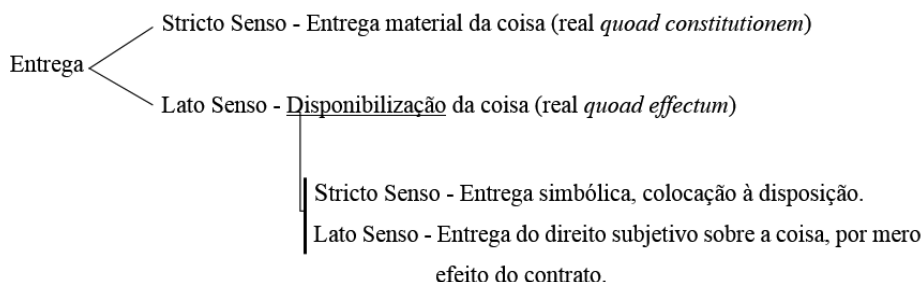 Stricto Senso - Entrega material da coisa (real quoad constitutionem)
Entrega
Lato Senso - Disponibilização da coisa (real quoad effectum)
Stricto Senso - Entrega simbólica, colocação à disposição.
Lato Senso - Entrega do direito subjetivo sobre a coisa, por mero
efeito do contrato.